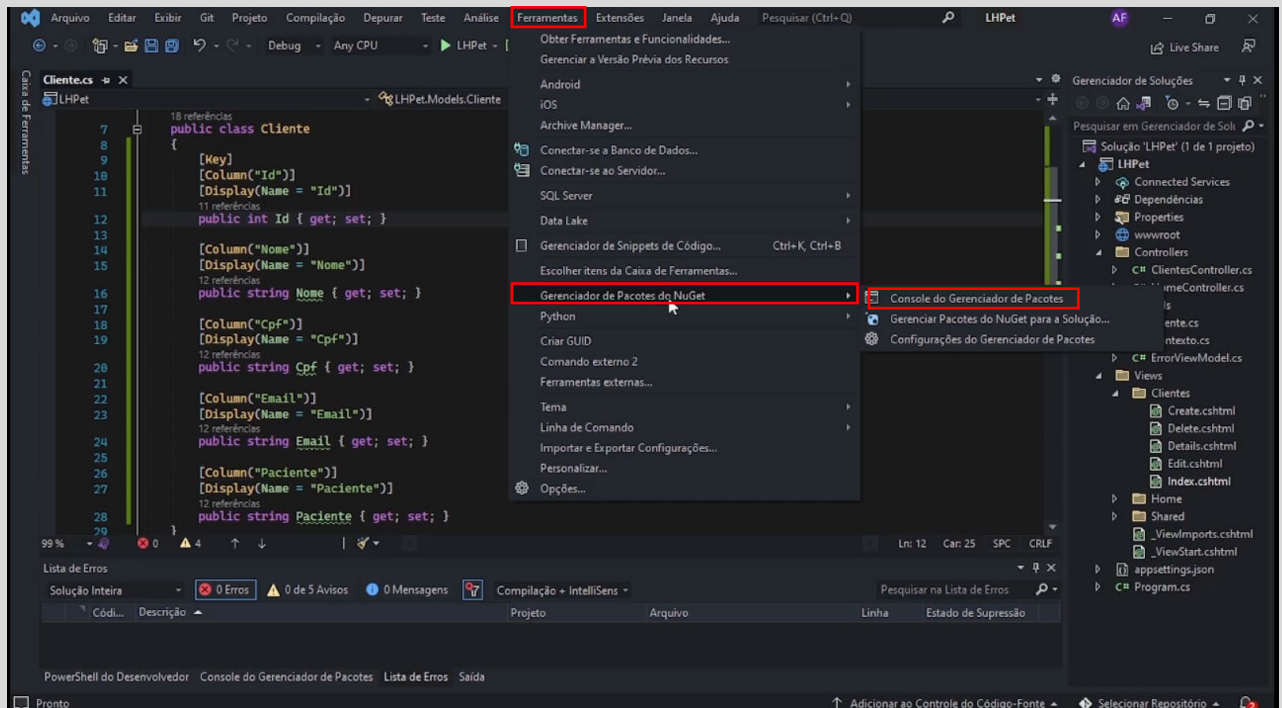 Arquivo Editar Exibir Git Projeto Compilação Depurar Teste Análise Ferramentas Extensões Janela Ajuda Pesquisar (Ctrl+Q) LHPet AF
Debug Any CPU LHPet Live Share
Caixa de Ferramentas
Cliente.cs
LHPet LHPet.Models.Cliente
18 referências
7 public class Cliente
8 {
9 [Key]
10 [Column("Id")]
11 [Display(Name = "Id")]
11 referências
12 public int Id { get; set; }
13
14 [Column("Nome")]
15 [Display(Name = "Nome")]
12 referências
16 public string Nome { get; set; }
17
18 [Column("Cpf")]
19 [Display(Name = "Cpf")]
12 referências
20 public string Cpf { get; set; }
21
22 [Column("Email")]
23 [Display(Name = "Email")]
12 referências
24 public string Email { get; set; }
25
26 [Column("Paciente")]
27 [Display(Name = "Paciente")]
12 referências
28 public string Paciente { get; set; }
29 }
99 % 0 4 Ln: 12 Car: 25 SPC CRLF
Obter Ferramentas e Funcionalidades...
Gerenciar a Versão Prévia dos Recursos
Android
iOS
Archive Manager...
Conectar-se a Banco de Dados...
Conectar-se ao Servidor...
SQL Server
Data Lake
Gerenciador de Snippets de Código... Ctrl+K, Ctrl+B
Escolher itens da Caixa de Ferramentas...
Gerenciador de Pacotes do NuGet
Python
Criar GUID
Comando externo 2
Ferramentas externas...
Tema
Linha de Comando
Importar e Exportar Configurações...
Personalizar...
Opções...
Console do Gerenciador de Pacotes
Gerenciar Pacotes do NuGet para a Solução...
Configurações do Gerenciador de Pacotes
Gerenciador de Soluções
Pesquisar em Gerenciador de Solu
Solução 'LHPet' (1 de 1 projeto)
LHPet
Connected Services
Dependências
Properties
wwwroot
Controllers
C# ClientesController.cs
HomeController.cs
ls
ente.cs
ntexto.cs
C# ErrorViewModel.cs
Views
Clientes
Create.cshtml
Delete.cshtml
Details.cshtml
Edit.cshtml
Index.cshtml
Home
Shared
_ViewImports.cshtml
_ViewStart.cshtml
appsettings.json
C# Program.cs
Lista de Erros
Solução Inteira 0 Erros 0 de 5 Avisos 0 Mensagens Compilação + IntelliSens Pesquisar na Lista de Erros
Códi... Descrição Projeto Arquivo Linha Estado de Supressão
PowerShell do Desenvolvedor Console do Gerenciador de Pacotes Lista de Erros Saída
Pronto Adicionar ao Controle do Código-Fonte Selecionar Repositório 2